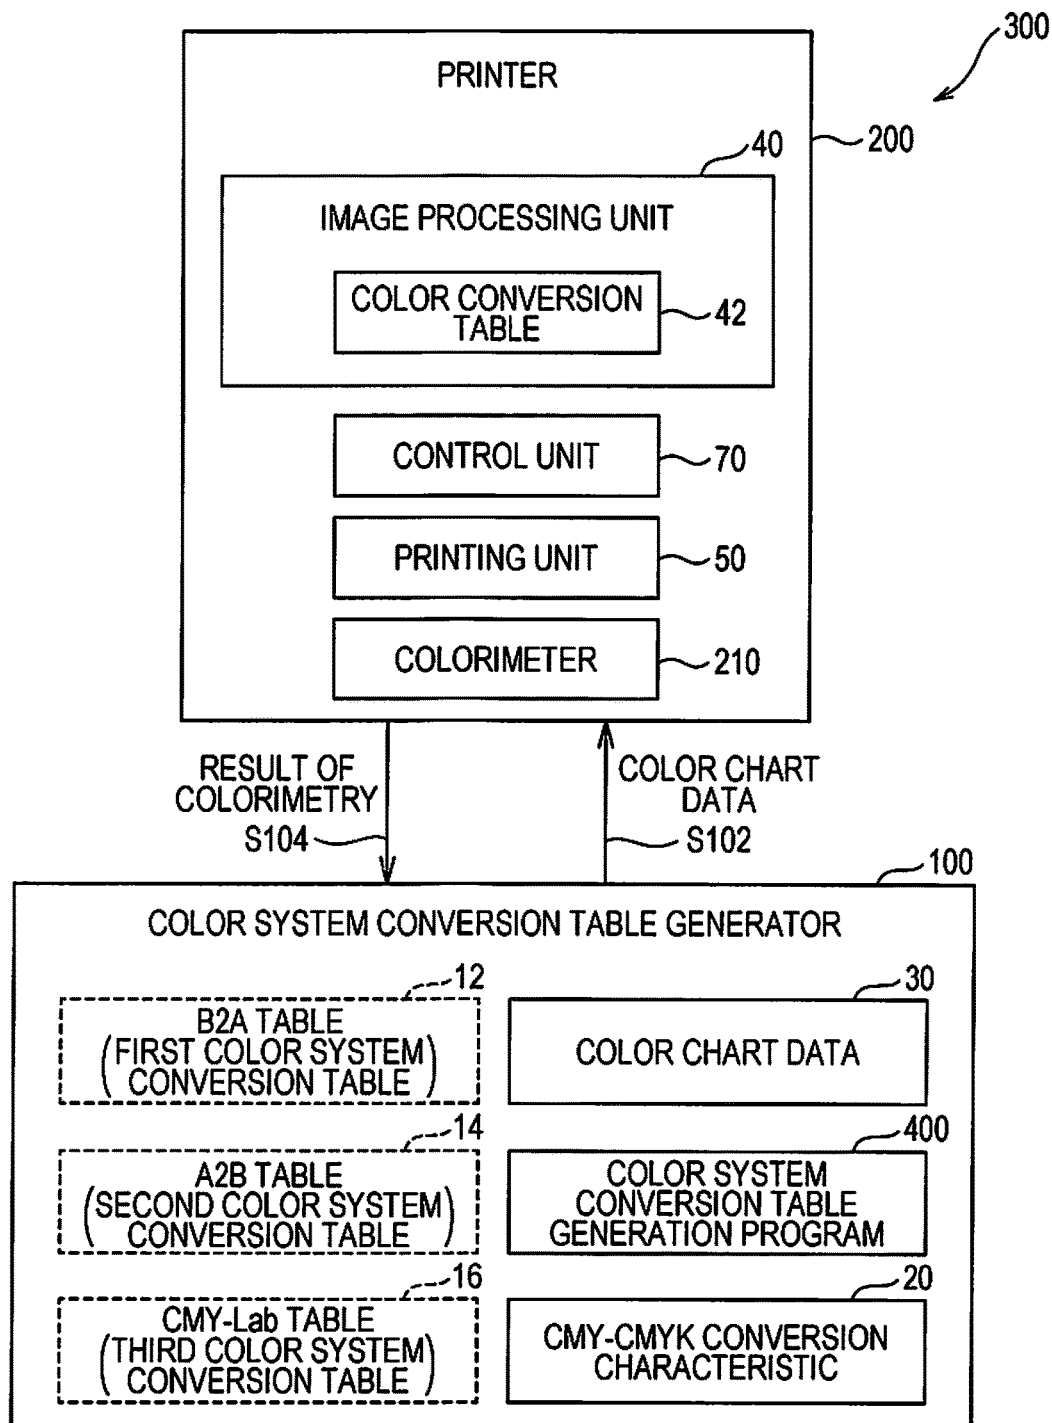 300
PRINTER
200
40
IMAGE PROCESSING UNIT
COLOR CONVERSION
TABLE
42
CONTROL UNIT
70
PRINTING UNIT
50
COLORIMETER
210
RESULT OF
COLORIMETRY
S104
COLOR CHART
DATA
S102
100
COLOR SYSTEM CONVERSION TABLE GENERATOR
12
B2A TABLE
(FIRST COLOR SYSTEM
CONVERSION TABLE)
30
COLOR CHART DATA
14
A2B TABLE
(SECOND COLOR SYSTEM
CONVERSION TABLE)
400
COLOR SYSTEM
CONVERSION TABLE
GENERATION PROGRAM
16
CMY-Lab TABLE
(THIRD COLOR SYSTEM
CONVERSION TABLE)
20
CMY-CMYK CONVERSION
CHARACTERISTIC